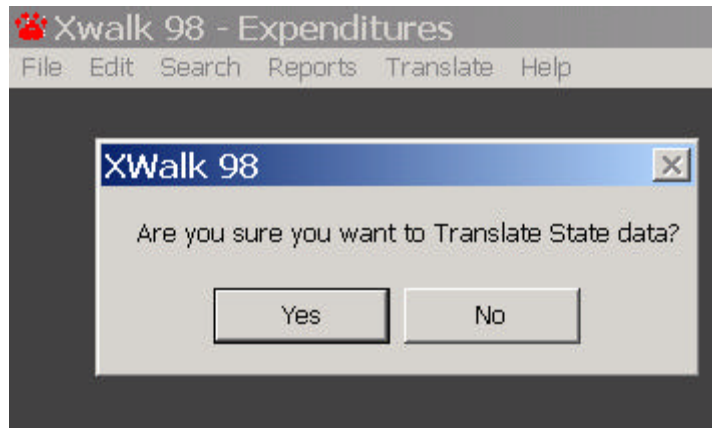 Xwalk 98 - Expenditures
File Edit Search Reports Translate Help
XWalk 98
Are you sure you want to Translate State data?
Yes No